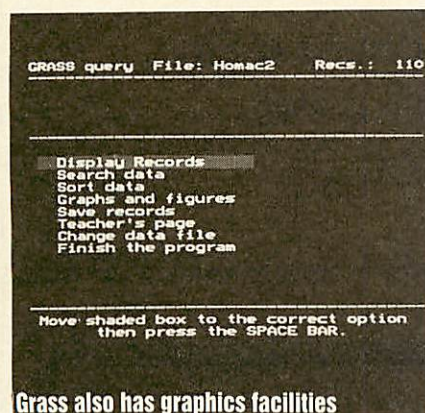 GRASS query File: Homac2 Recs.: 110
Display Records
Search data
Sort data
Graphs and figures
Save records
Teacher's page
Change data file
Finish the program
Move shaded box to the correct option
then press the SPACE BAR.
Grass also has graphics facilities